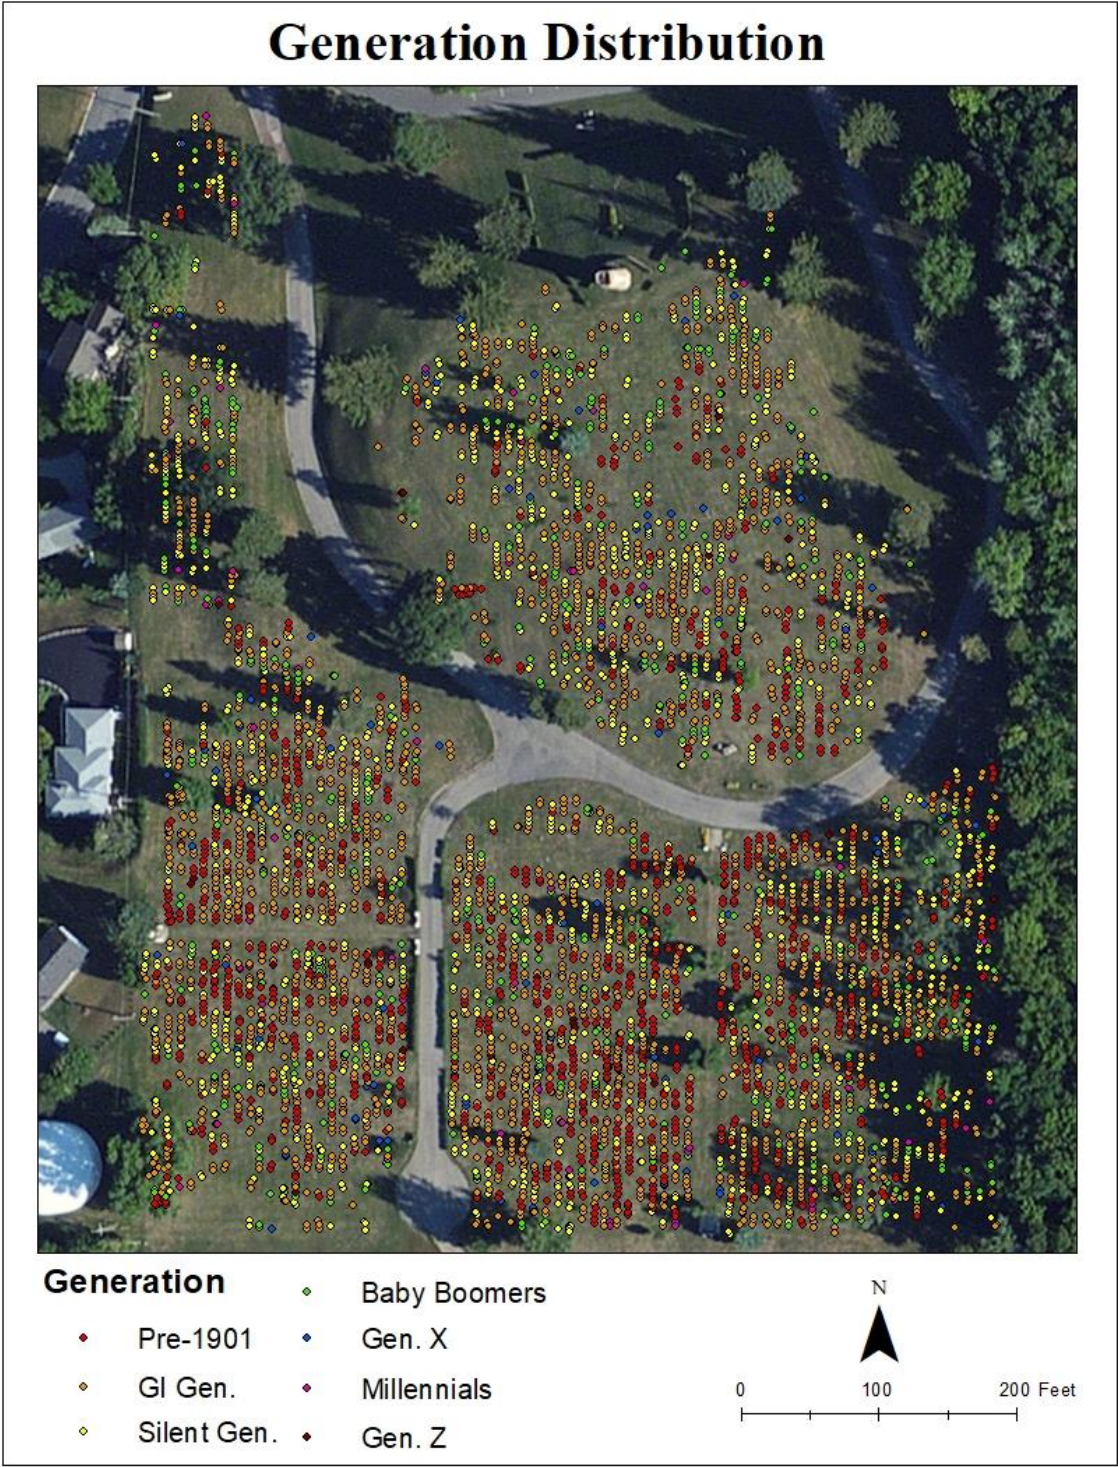 Generation Distribution
Generation
Pre-1901
GI Gen.
Silent Gen.
Baby Boomers
Gen. X
Millennials
Gen. Z
N
0 100 200 Feet